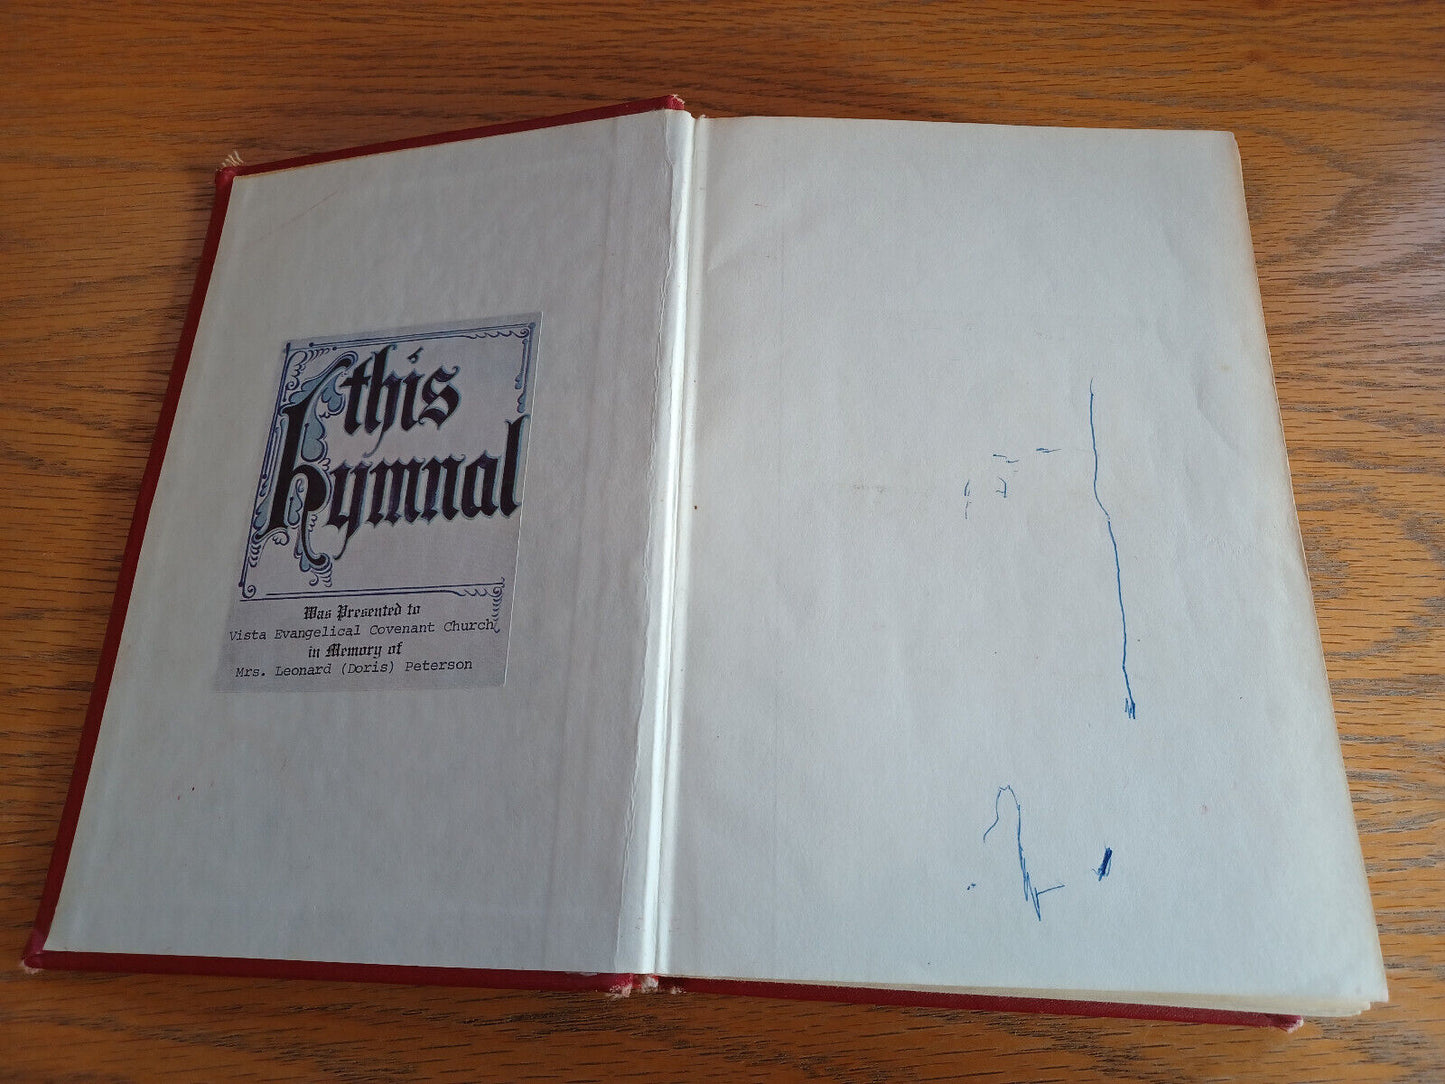 this
hymnal
Was Presented to
Vista Evangelical Covenant Church
in Memory of
Mrs. Leonard (Doris) Peterson